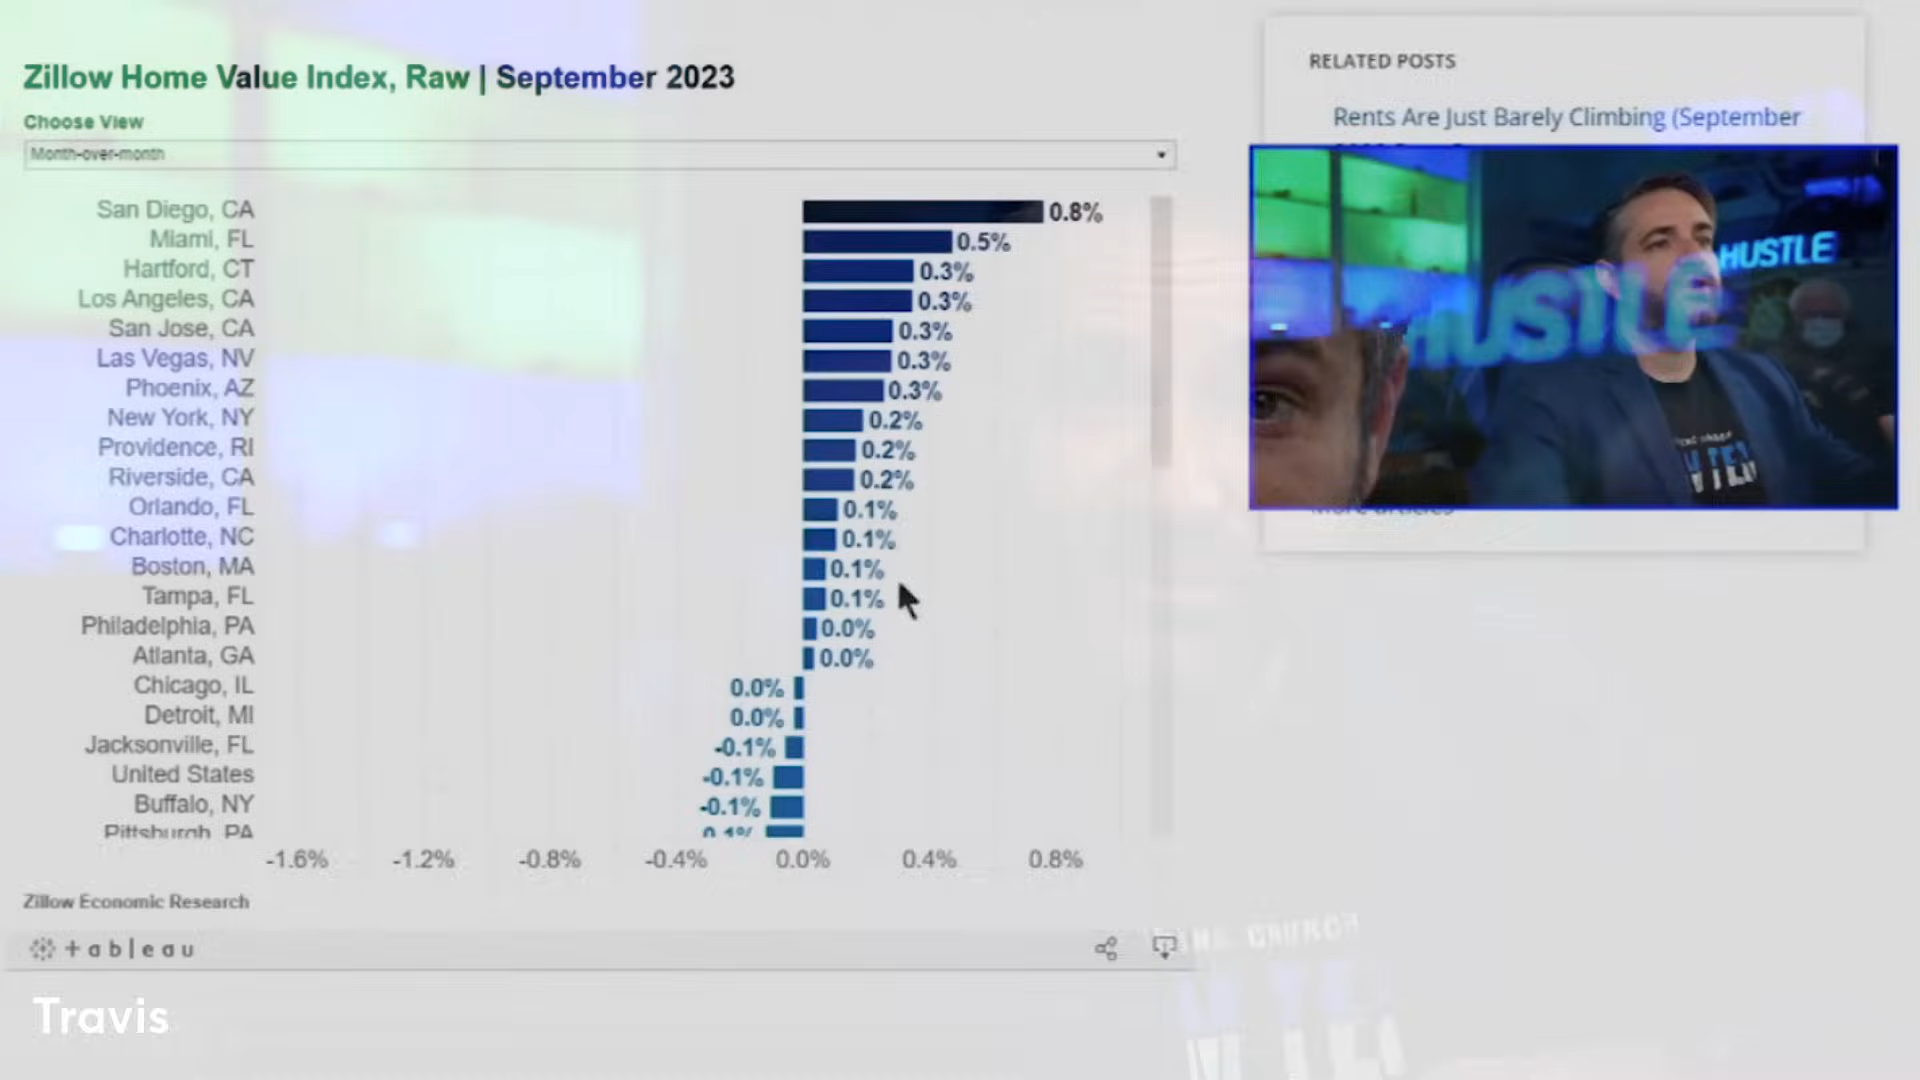 Zillow Home Value Index, Raw | September 2023
Choose View
Month-over-month
San Diego, CA 0.8%
Miami, FL 0.5%
Hartford, CT 0.3%
Los Angeles, CA 0.3%
San Jose, CA 0.3%
Las Vegas, NV 0.3%
Phoenix, AZ 0.3%
New York, NY 0.2%
Providence, RI 0.2%
Riverside, CA 0.2%
Orlando, FL 0.1%
Charlotte, NC 0.1%
Boston, MA 0.1%
Tampa, FL 0.1%
Philadelphia, PA 0.0%
Atlanta, GA 0.0%
Chicago, IL 0.0%
Detroit, MI 0.0%
Jacksonville, FL -0.1%
United States -0.1%
Buffalo, NY -0.1%
Pittsburgh, PA
-1.6% -1.2% -0.8% -0.4% 0.0% 0.4% 0.8%
Zillow Economic Research
+ableau
Travis
RELATED POSTS
Rents Are Just Barely Climbing (September
HUSTLE
HUSTLE
More articles